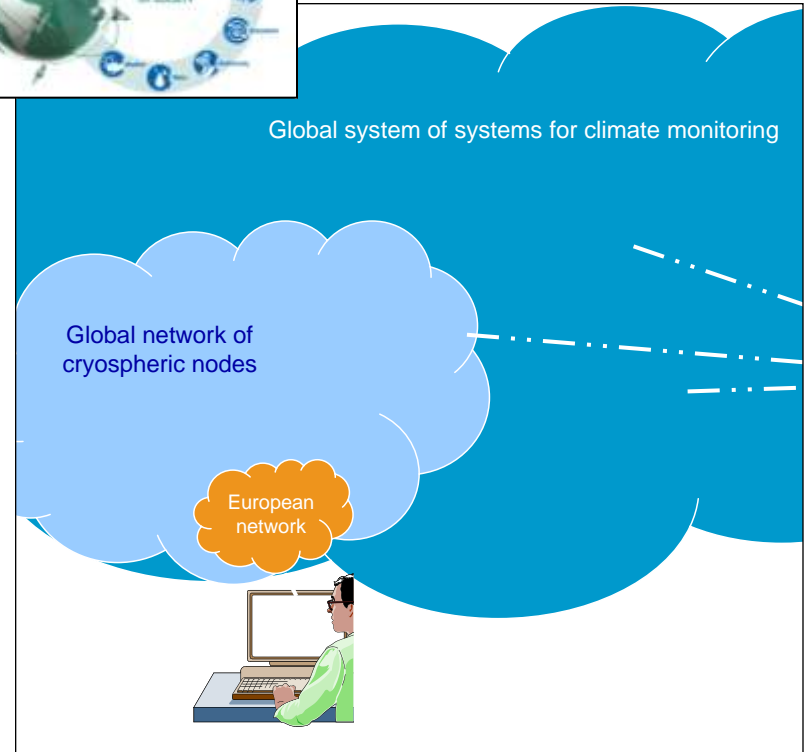 Global system of systems for climate monitoring
Global network of
cryospheric nodes
European
network